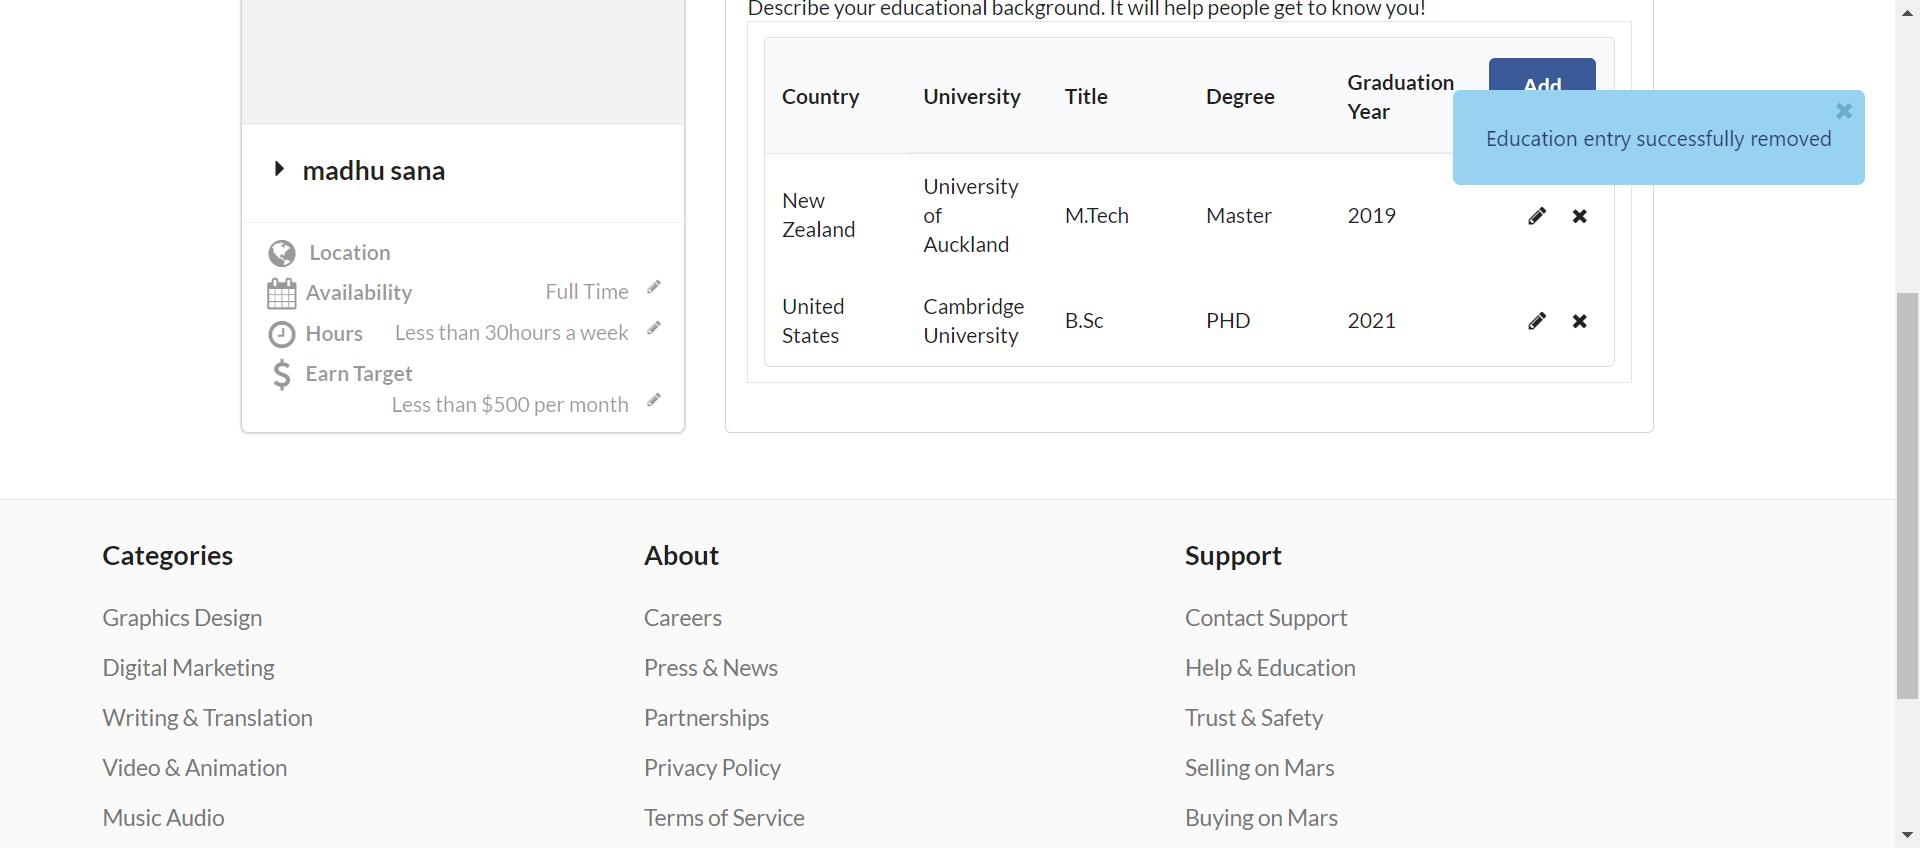 Describe your educational background. It will help people get to know you!
Country University Title Degree Graduation Year Add
Education entry successfully removed
New Zealand University of Auckland M.Tech Master 2019
United States Cambridge University B.Sc PHD 2021
madhu sana
Location
Availability Full Time
Hours Less than 30hours a week
Earn Target
Less than $500 per month
Categories
Graphics Design
Digital Marketing
Writing & Translation
Video & Animation
Music Audio
About
Careers
Press & News
Partnerships
Privacy Policy
Terms of Service
Support
Contact Support
Help & Education
Trust & Safety
Selling on Mars
Buying on Mars